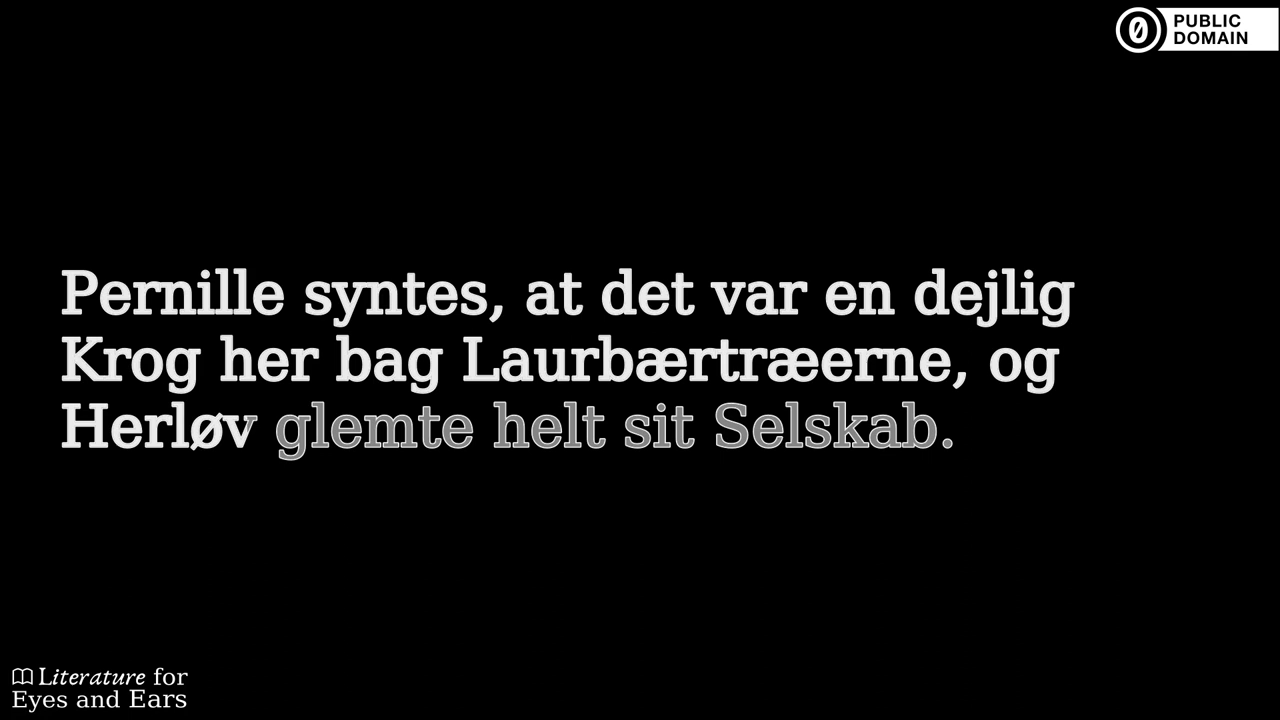 PUBLIC
DOMAIN
Pernille syntes, at det var en dejlig
Krog her bag Laurbærtræerne, og
Herløv glemte helt sit Selskab.
Literature for
Eyes and Ears